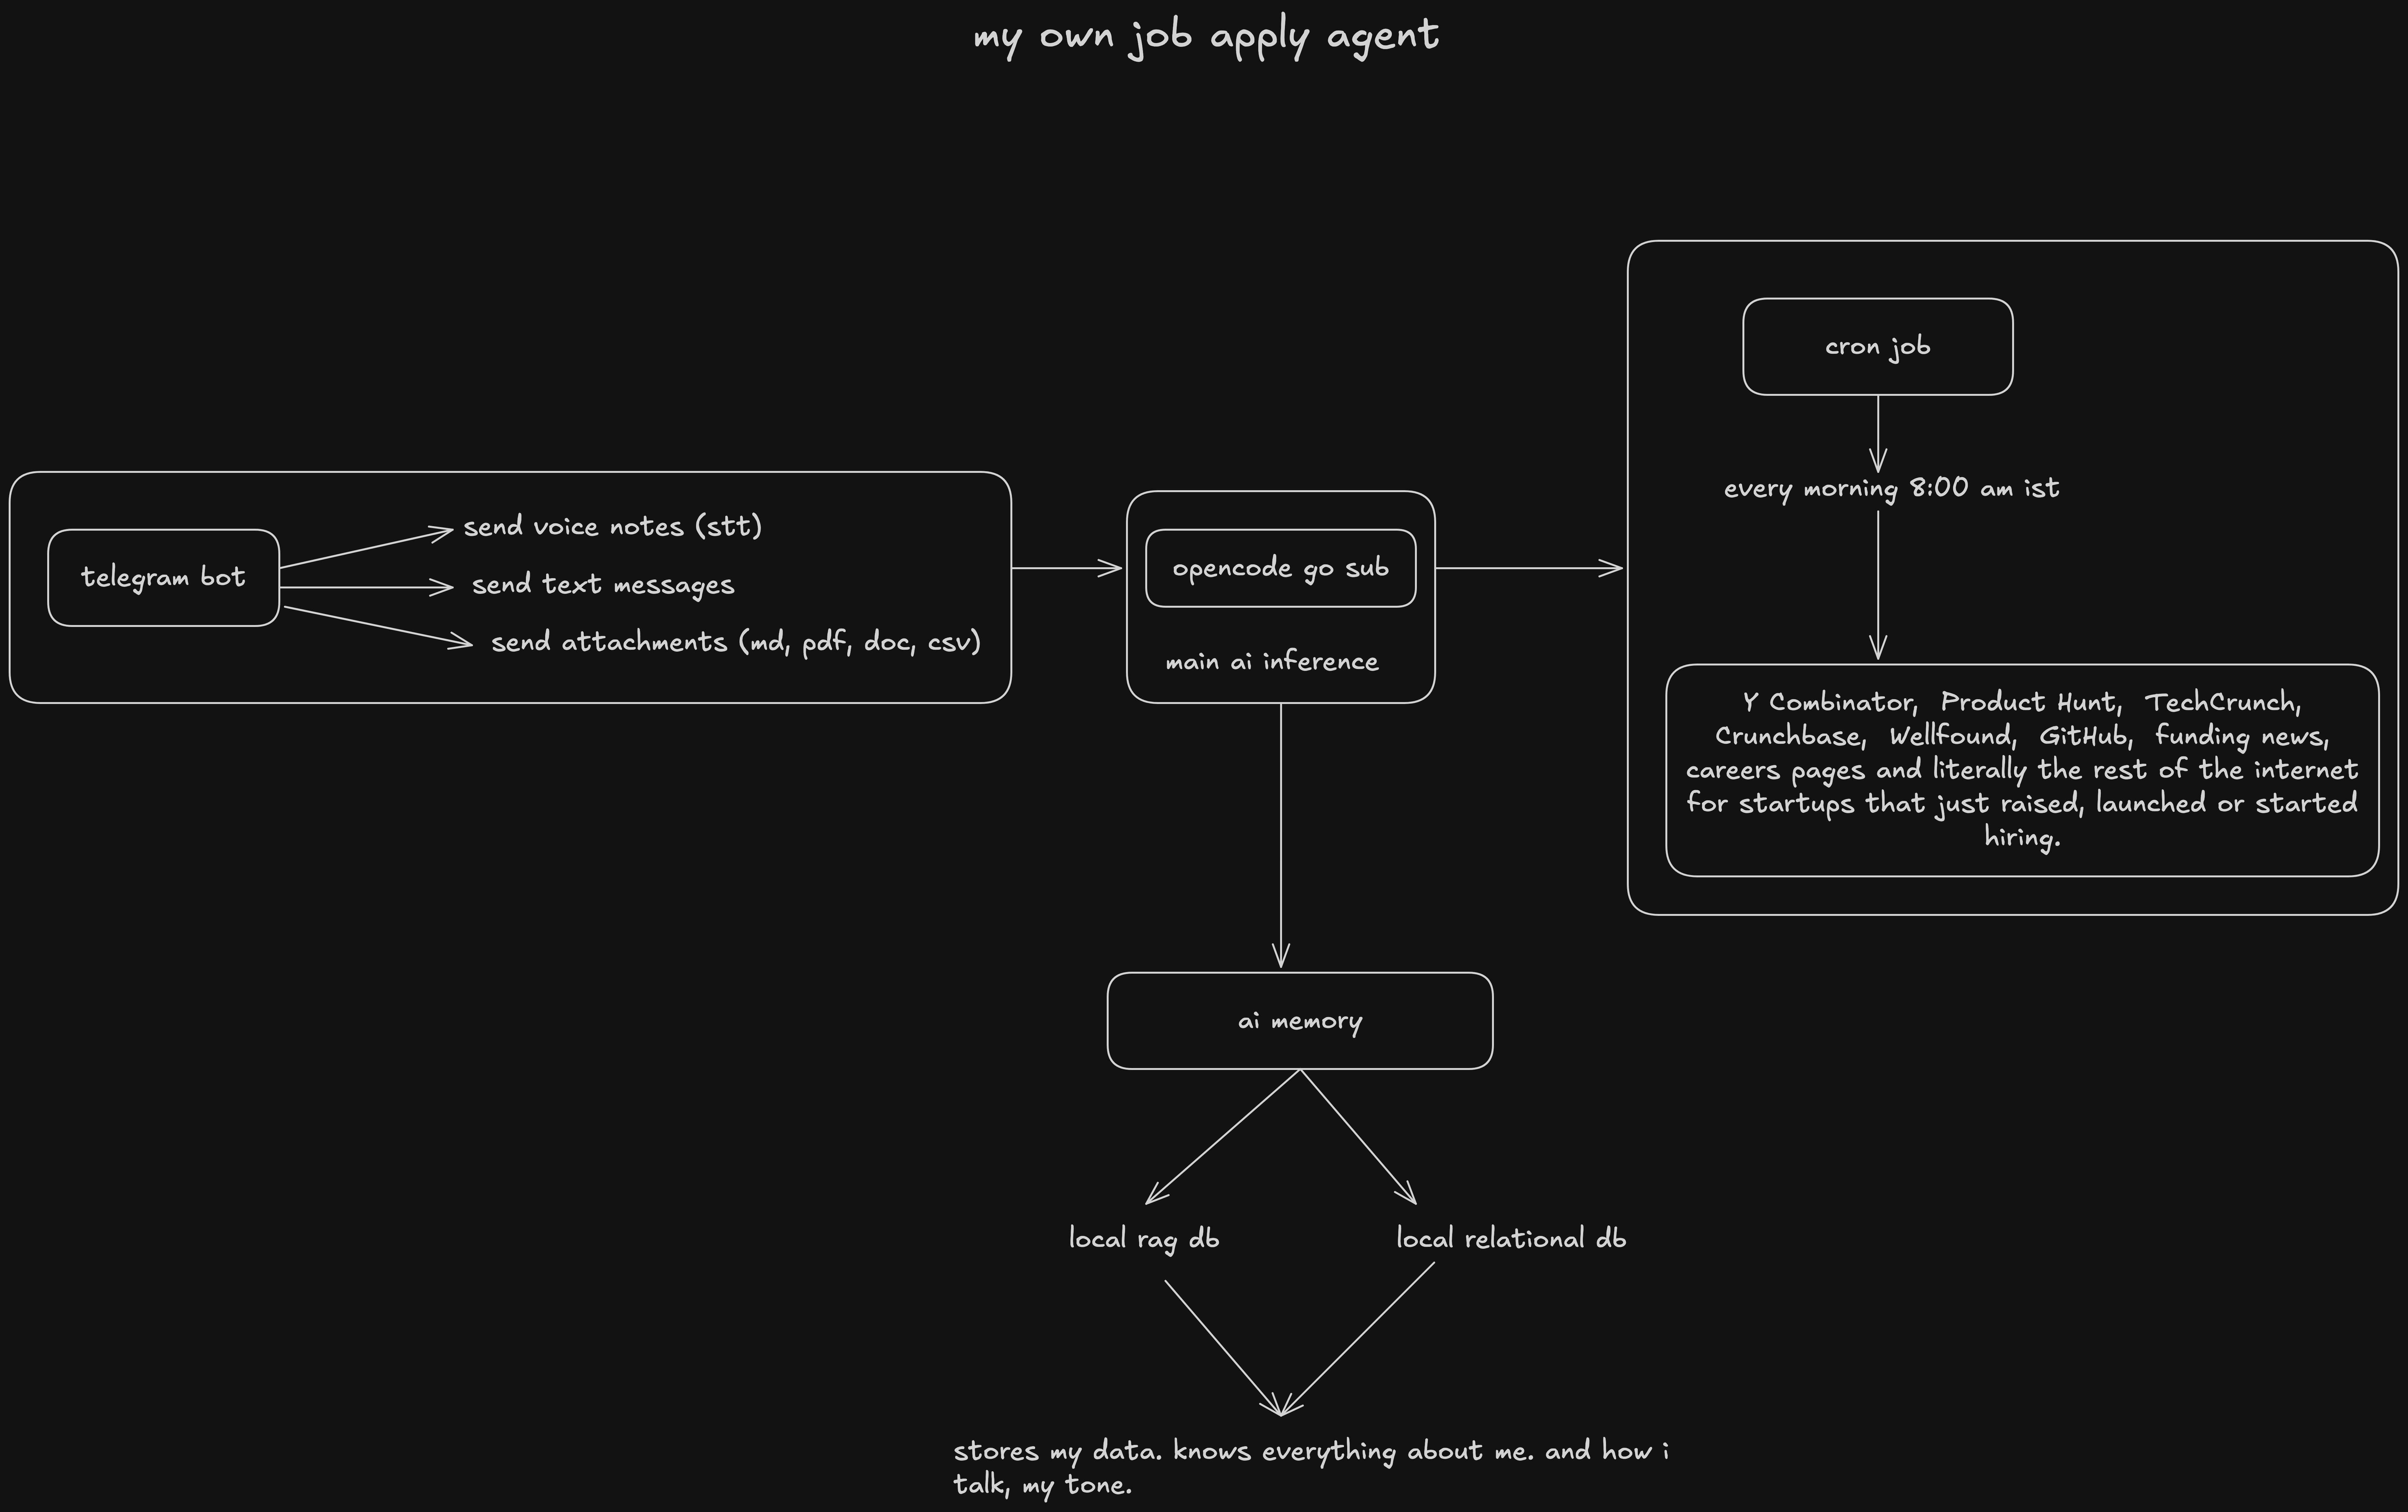 my own job apply agent
telegram bot
send voice notes (stt)
send text messages
send attachments (md, pdf, doc, csv)
opencode go sub
main ai inference
cron job
every morning 8:00 am ist
Y Combinator, Product Hunt, TechCrunch,
Crunchbase, Wellfound, GitHub, funding news,
careers pages and literally the rest of the internet
for startups that just raised, launched or started
hiring.
ai memory
local rag db
local relational db
stores my data. knows everything about me. and how i
talk, my tone.